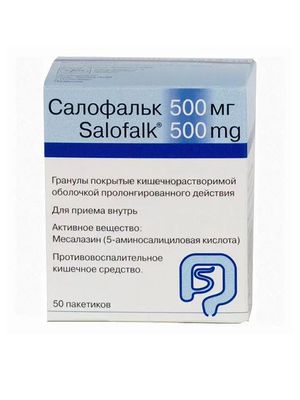 Салофальк 500 мг
Salofalk® 500 mg
Гранулы покрытые кишечнорастворимой
оболочкой пролонгированного действия
Для приема внутрь
Активное вещество:
Месалазин (5-аминосалициловая кислота)
Противовоспалительное
кишечное средство.
50 пакетиков
5